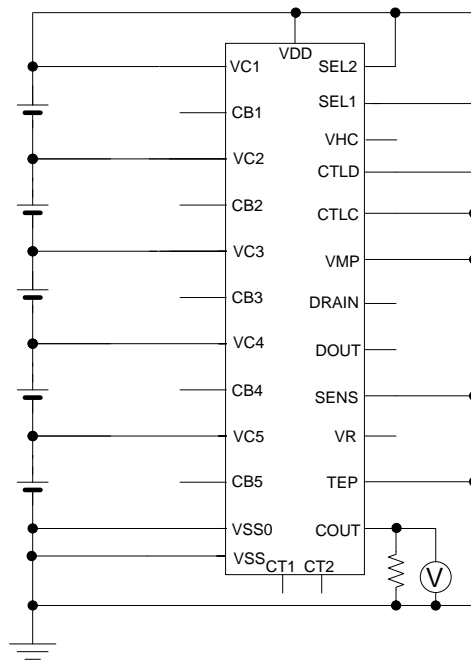 VDD
VC1 SEL2
SEL1
CB1
VHC
VC2
CTLD
CB2
CTLC
VC3
VMP
CB3
DRAIN
VC4
DOUT
CB4
SENS
VC5
VR
CB5
TEP
VSS0
COUT
VSS
CT1 CT2
V